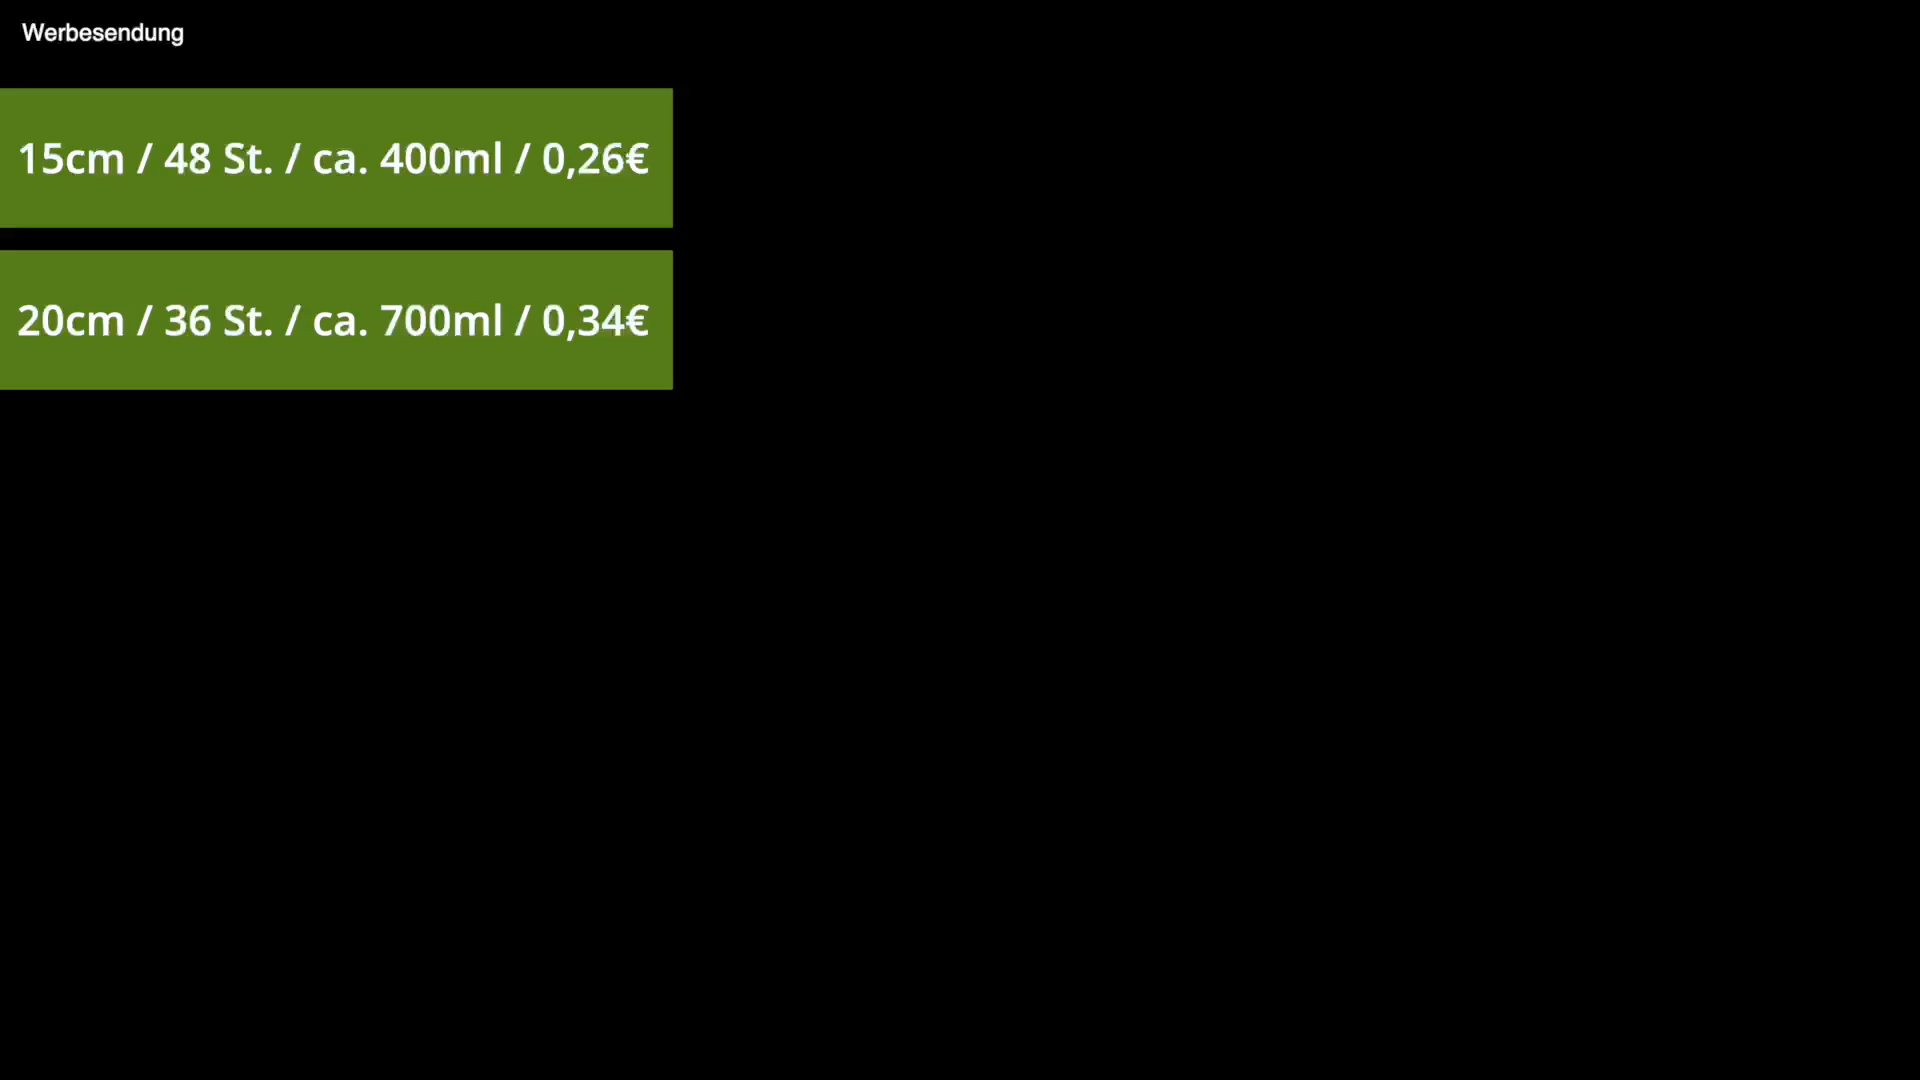 Werbesendung
15cm / 48 St. / ca. 400ml / 0,26€
20cm / 36 St. / ca. 700ml / 0,34€